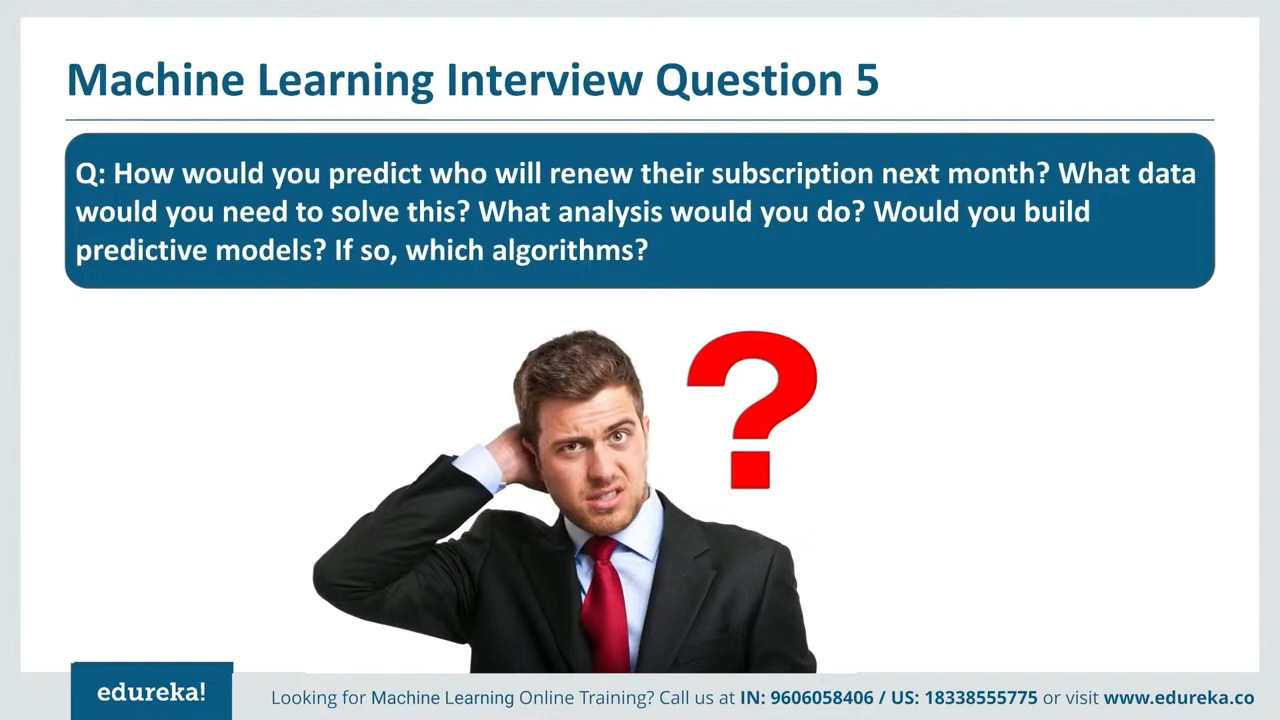 Machine Learning Interview Question 5
Q: How would you predict who will renew their subscription next month? What data
would you need to solve this? What analysis would you do? Would you build
predictive models? If so, which algorithms?
?
edureka!
Looking for Machine Learning Online Training? Call us at IN: 9606058406 / US: 18338555775 or visit www.edureka.co